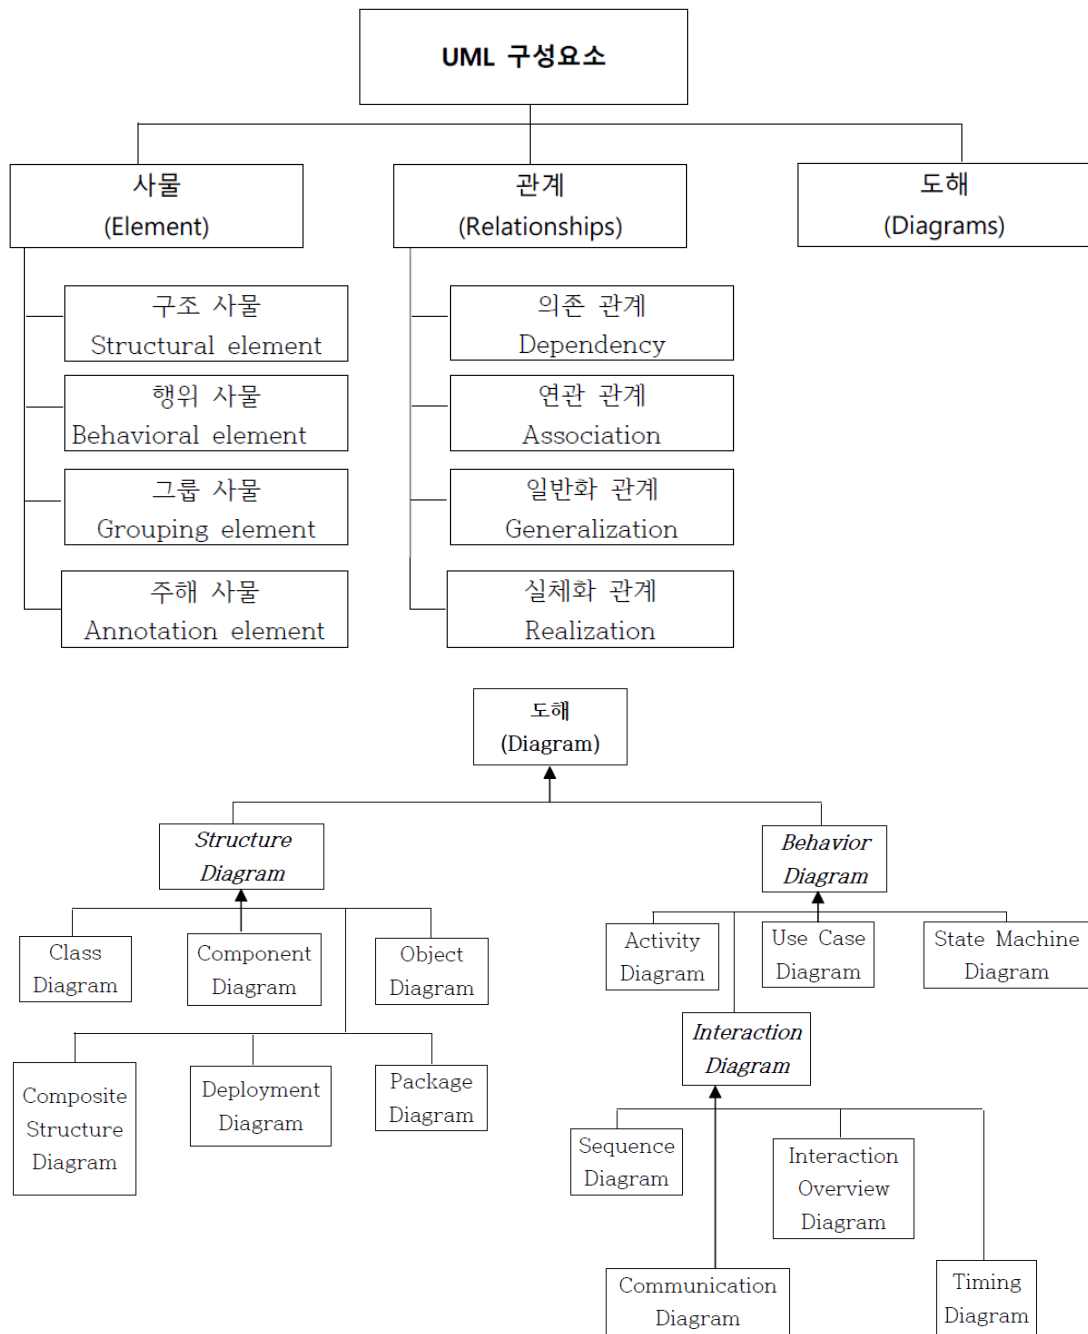 UML 구성요소
사물
(Element)
관계
(Relationships)
도해
(Diagrams)
구조 사물
Structural element
의존 관계
Dependency
행위 사물
Behavioral element
연관 관계
Association
그룹 사물
Grouping element
일반화 관계
Generalization
주해 사물
Annotation element
실체화 관계
Realization
도해
(Diagram)
Structure
Diagram
Behavior
Diagram
Class
Diagram
Component
Diagram
Object
Diagram
Activity
Diagram
Use Case
Diagram
State Machine
Diagram
Composite
Structure
Diagram
Deployment
Diagram
Package
Diagram
Interaction
Diagram
Sequence
Diagram
Interaction
Overview
Diagram
Communication
Diagram
Timing
Diagram